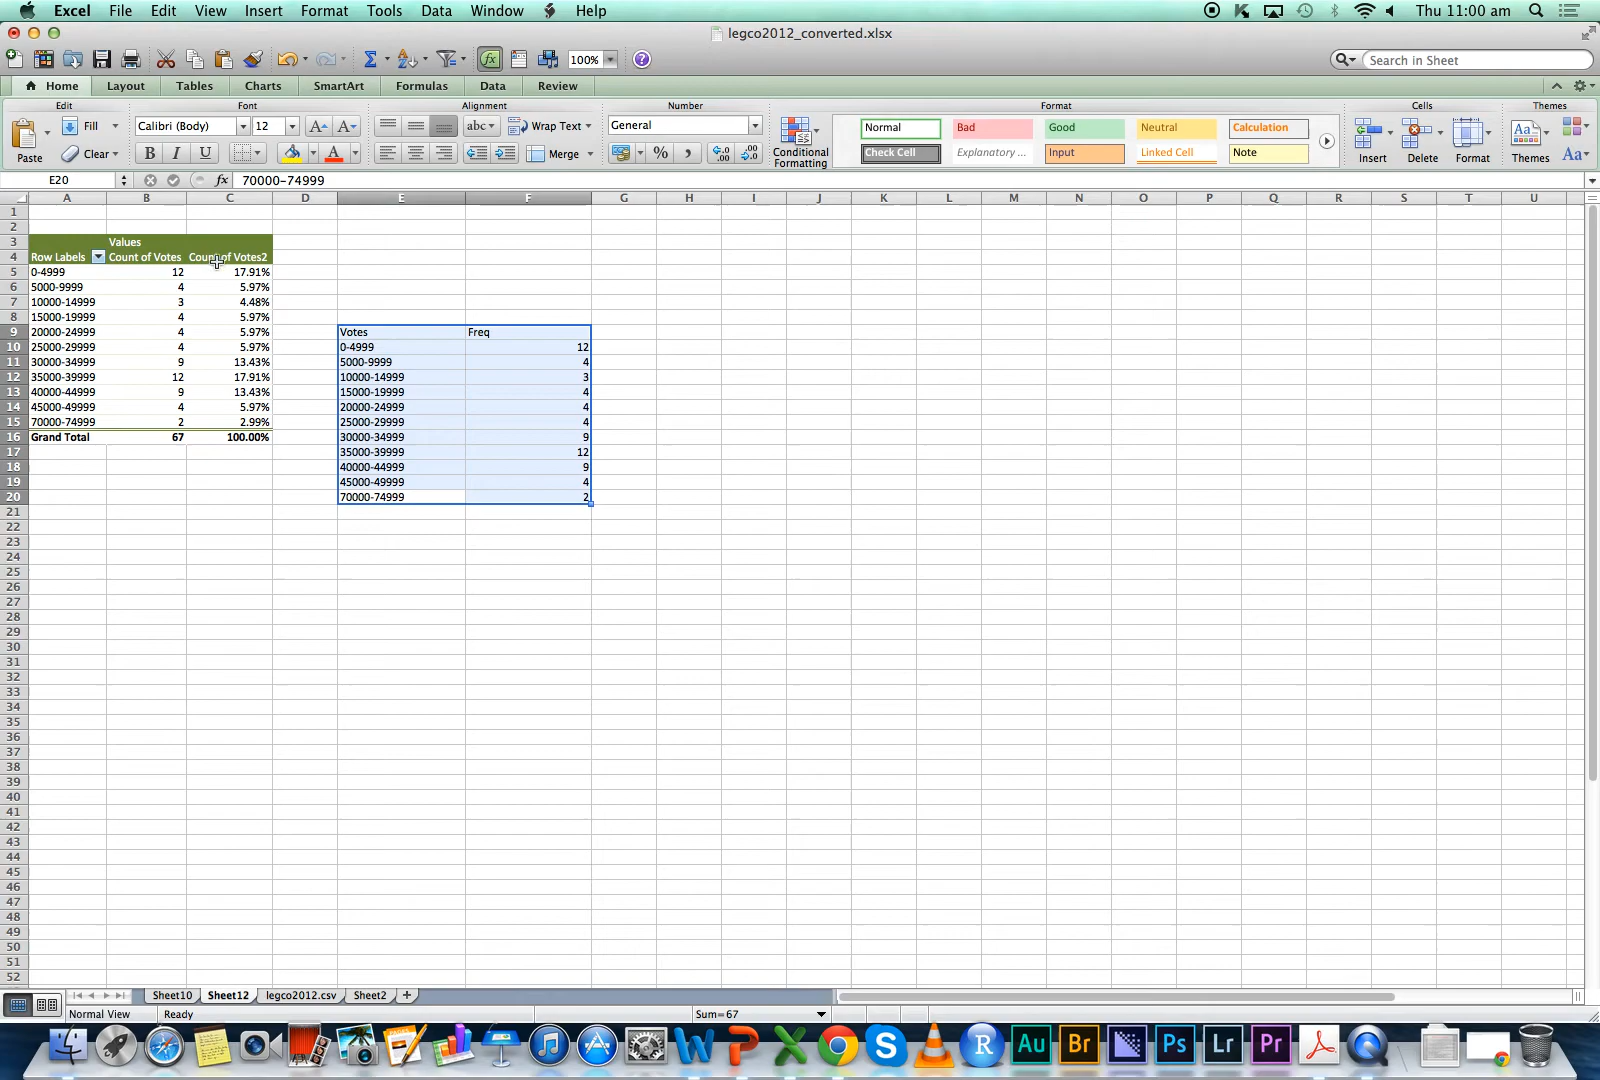 Excel File Edit View Insert Format Tools Data Window Help Thu 11:00 am
legco2012_converted.xlsx
100% Search in Sheet
Home Layout Tables Charts SmartArt Formulas Data Review
Edit Font Alignment Number Format Cells Themes
Fill Calibri (Body) 12 abc Wrap Text General Normal Bad Good Neutral Calculation
Paste Clear B I U A Merge % Conditional Formatting Check Cell Explanatory ... Input Linked Cell Note Insert Delete Format Themes Aa
E20 fx 70000-74999
A B C D E F G H I J K L M N O P Q R S T U
1
2
3 Values
4 Row Labels Count of Votes Count of Votes2
5 0-4999 12 17.91%
6 5000-9999 4 5.97%
7 10000-14999 3 4.48%
8 15000-19999 4 5.97%
9 20000-24999 4 5.97% Votes Freq
10 25000-29999 4 5.97% 0-4999 12
11 30000-34999 9 13.43% 5000-9999 4
12 35000-39999 12 17.91% 10000-14999 3
13 40000-44999 9 13.43% 15000-19999 4
14 45000-49999 4 5.97% 20000-24999 4
15 70000-74999 2 2.99% 25000-29999 4
16 Grand Total 67 100.00% 30000-34999 9
17 35000-39999 12
18 40000-44999 9
19 45000-49999 4
20 70000-74999 2
21
22
23
24
25
26
27
28
29
30
31
32
33
34
35
36
37
38
39
40
41
42
43
44
45
46
47
48
49
50
51
52
Sheet10 Sheet12 legco2012.csv Sheet2 +
Normal View Ready Sum=67
W P X S R Au Br Ps Lr Pr